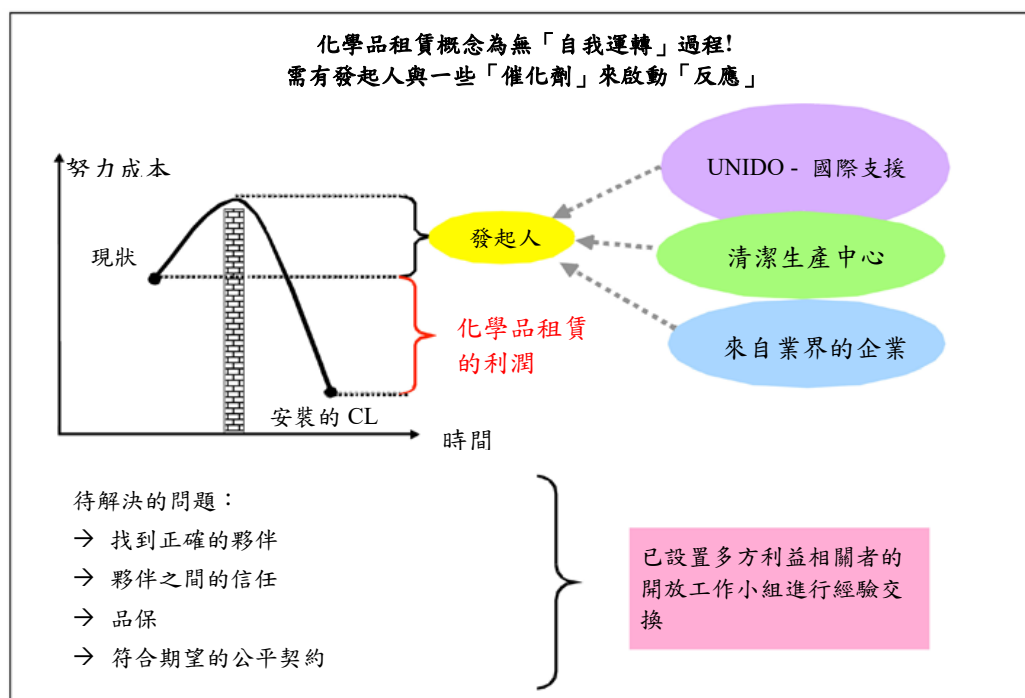 化學品租賃概念為無「自我運轉」過程!
需有發起人與一些「催化劑」來啟動「反應」
努力成本
現狀
安裝的 CL
時間
化學品租賃
的利潤
發起人
UNIDO - 國際支援
清潔生產中心
來自業界的企業
待解決的問題：
→ 找到正確的夥伴
→ 夥伴之間的信任
→ 品保
→ 符合期望的公平契約
已設置多方利益相關者的
開放工作小組進行經驗交
換